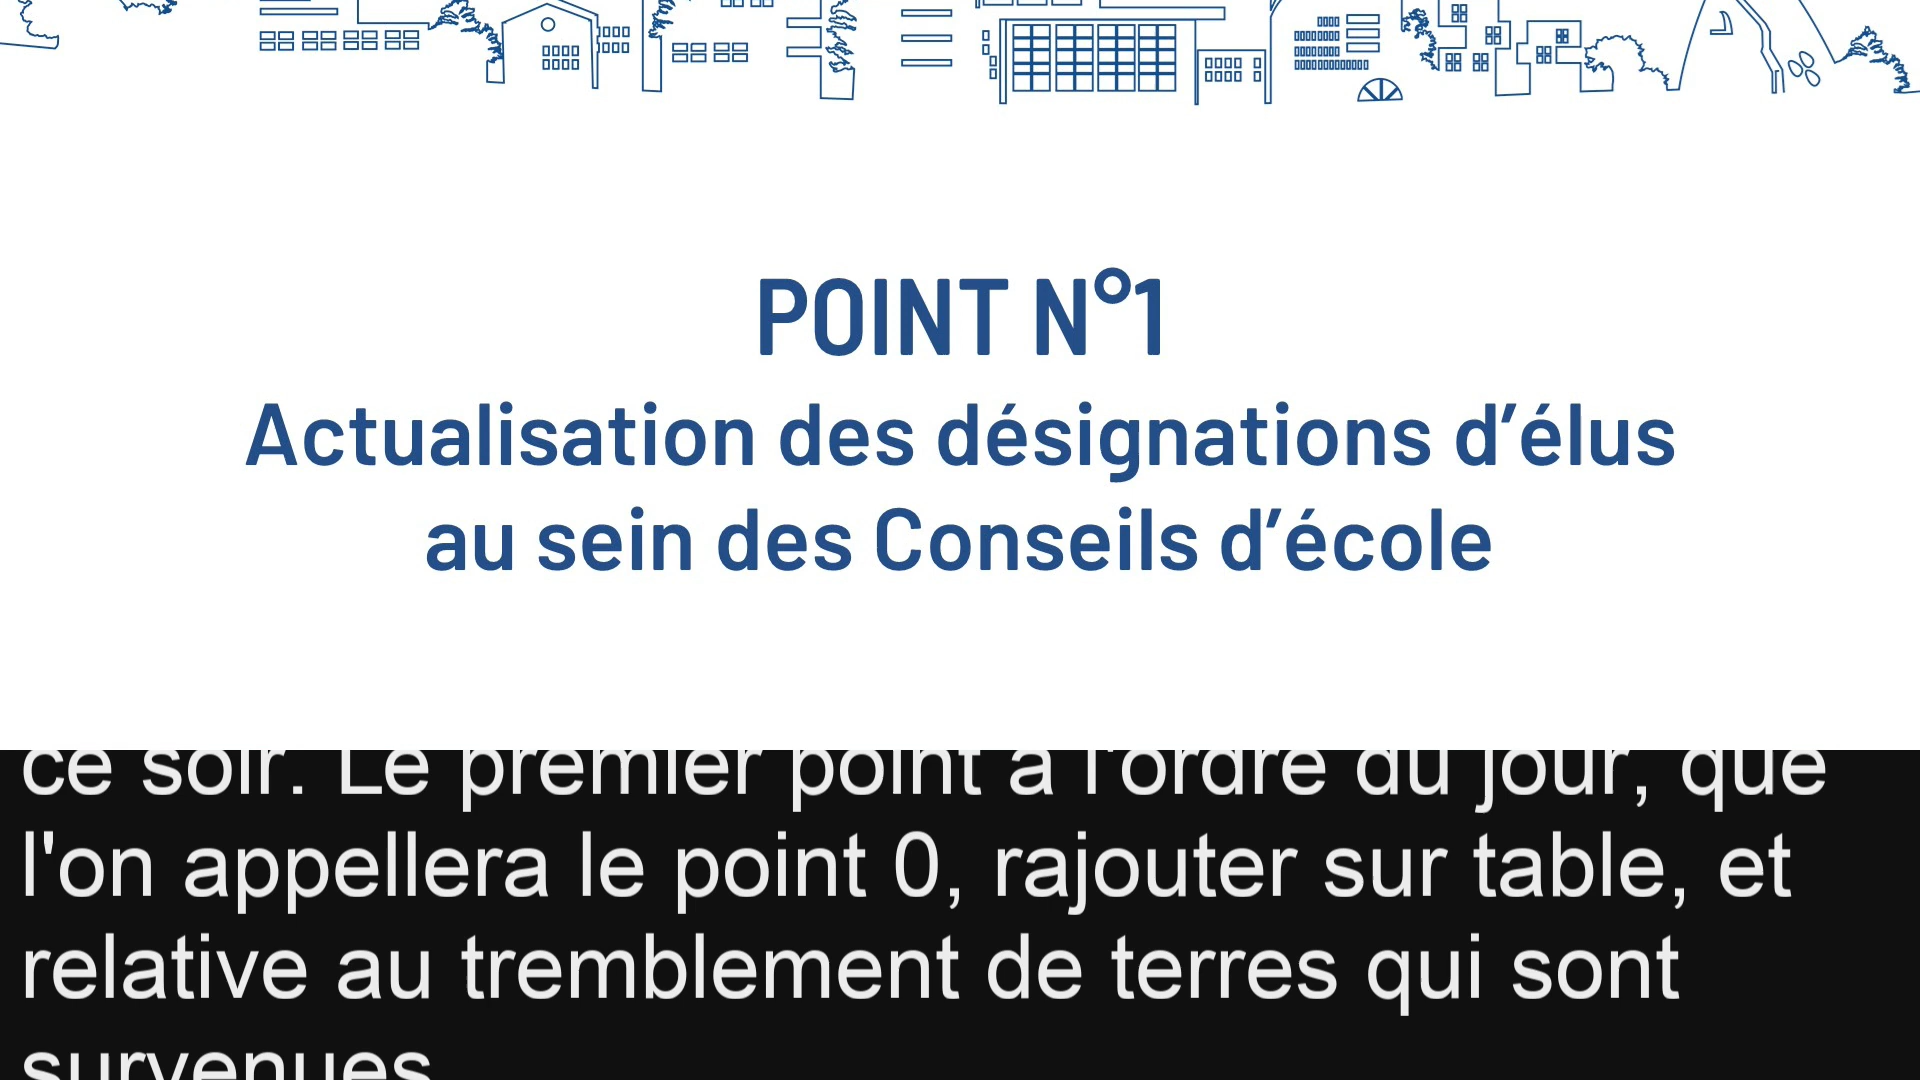 POINT N°1
Actualisation des désignations d’élus
au sein des Conseils d’école
ce soir. Le premier point à l'ordre du jour, que
l'on appellera le point 0, rajouter sur table, et
relative au tremblement de terres qui sont
survenues